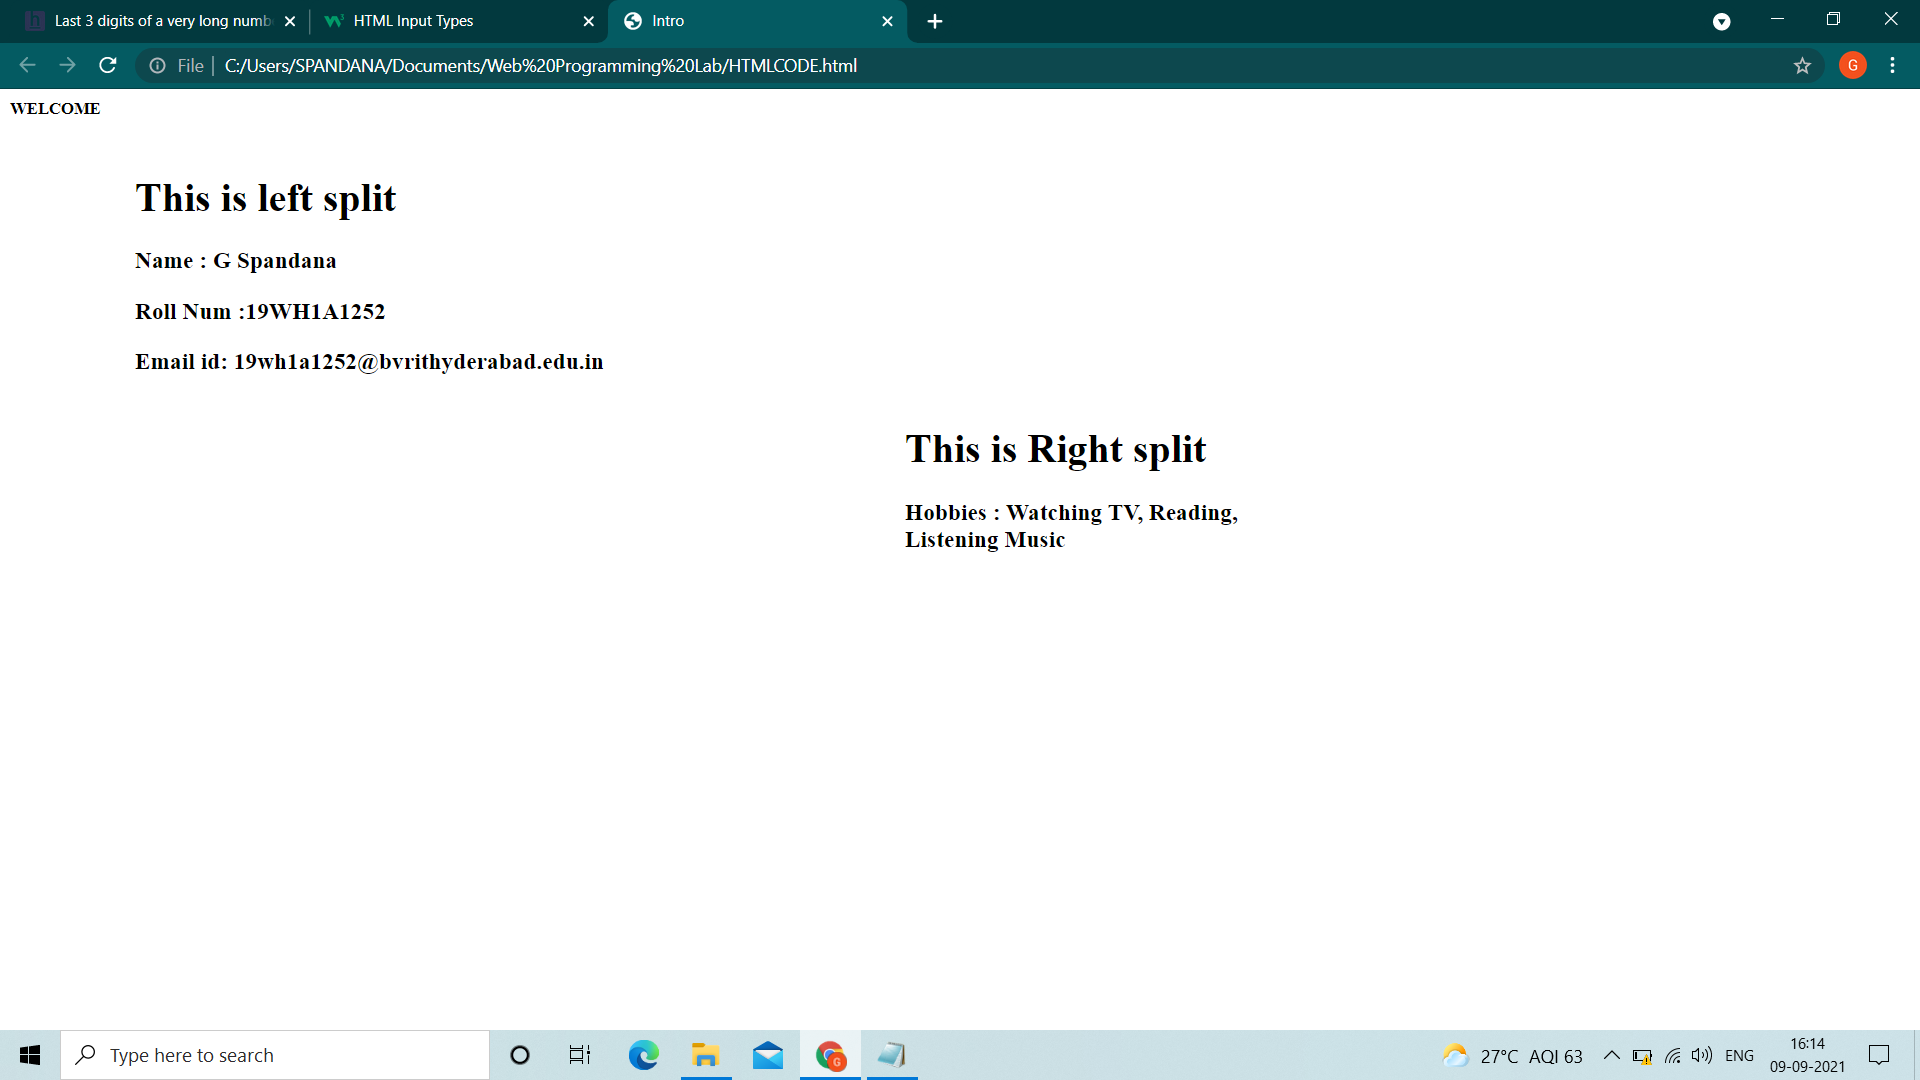 Last 3 digits of a very long numb
HTML Input Types
Intro
File
C:/Users/SPANDANA/Documents/Web%20Programming%20Lab/HTMLCODE.html
G
WELCOME
This is left split
Name : G Spandana
Roll Num :19WH1A1252
Email id: 19wh1a1252@bvrithyderabad.edu.in
This is Right split
Hobbies : Watching TV, Reading,
Listening Music
Type here to search
G
27°C AQI 63
ENG
16:14
09-09-2021